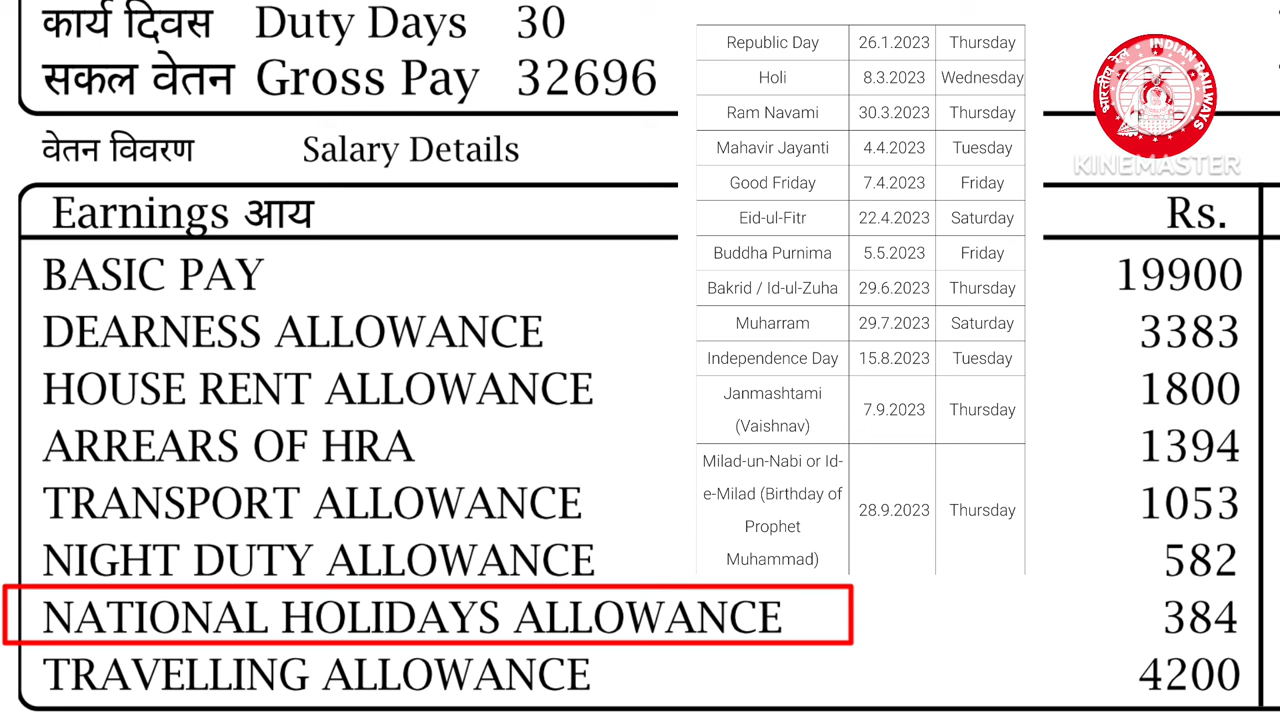 कार्य दिवस Duty Days 30
सकल वेतन Gross Pay 32696
वेतन विवरण Salary Details
Earnings आय Rs.
BASIC PAY 19900
DEARNESS ALLOWANCE 3383
HOUSE RENT ALLOWANCE 1800
ARREARS OF HRA 1394
TRANSPORT ALLOWANCE 1053
NIGHT DUTY ALLOWANCE 582
NATIONAL HOLIDAYS ALLOWANCE 384
TRAVELLING ALLOWANCE 4200
Republic Day 26.1.2023 Thursday
Holi 8.3.2023 Wednesday
Ram Navami 30.3.2023 Thursday
Mahavir Jayanti 4.4.2023 Tuesday
Good Friday 7.4.2023 Friday
Eid-ul-Fitr 22.4.2023 Saturday
Buddha Purnima 5.5.2023 Friday
Bakrid / Id-ul-Zuha 29.6.2023 Thursday
Muharram 29.7.2023 Saturday
Independence Day 15.8.2023 Tuesday
Janmashtami
(Vaishnav) 7.9.2023 Thursday
Milad-un-Nabi or Id-
e-Milad (Birthday of
Prophet 28.9.2023 Thursday
Muhammad)
भारतीय रेल INDIAN RAILWAYS
KINEMASTER